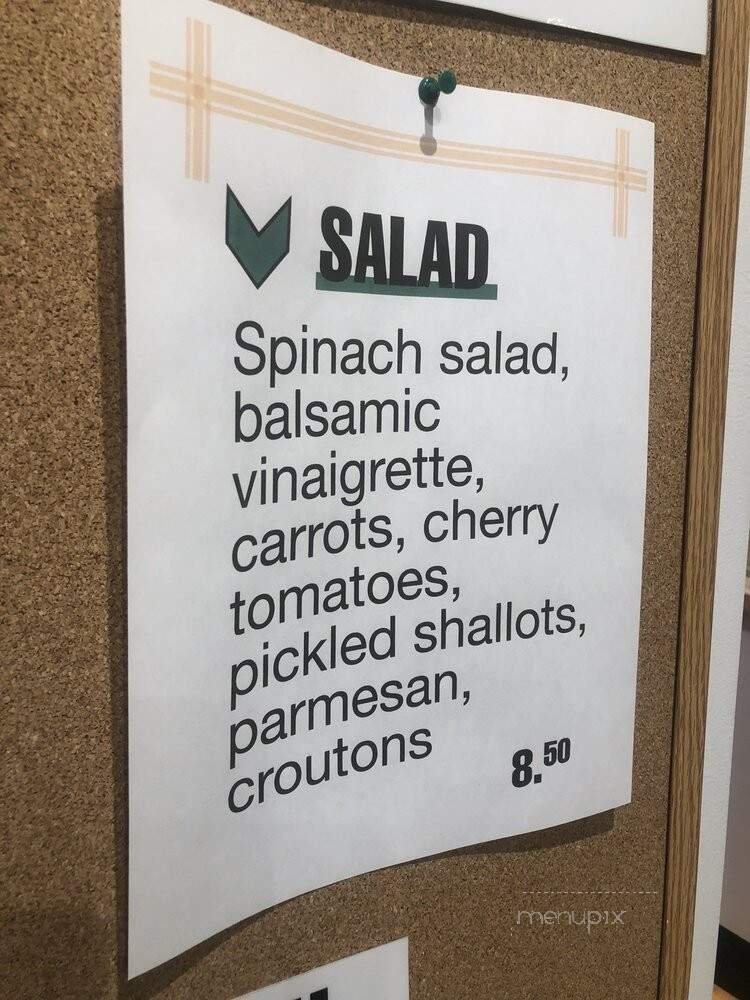 SALAD
Spinach salad,
balsamic
vinaigrette,
carrots, cherry
tomatoes,
pickled shallots,
parmesan,
croutons
8.50
menupix